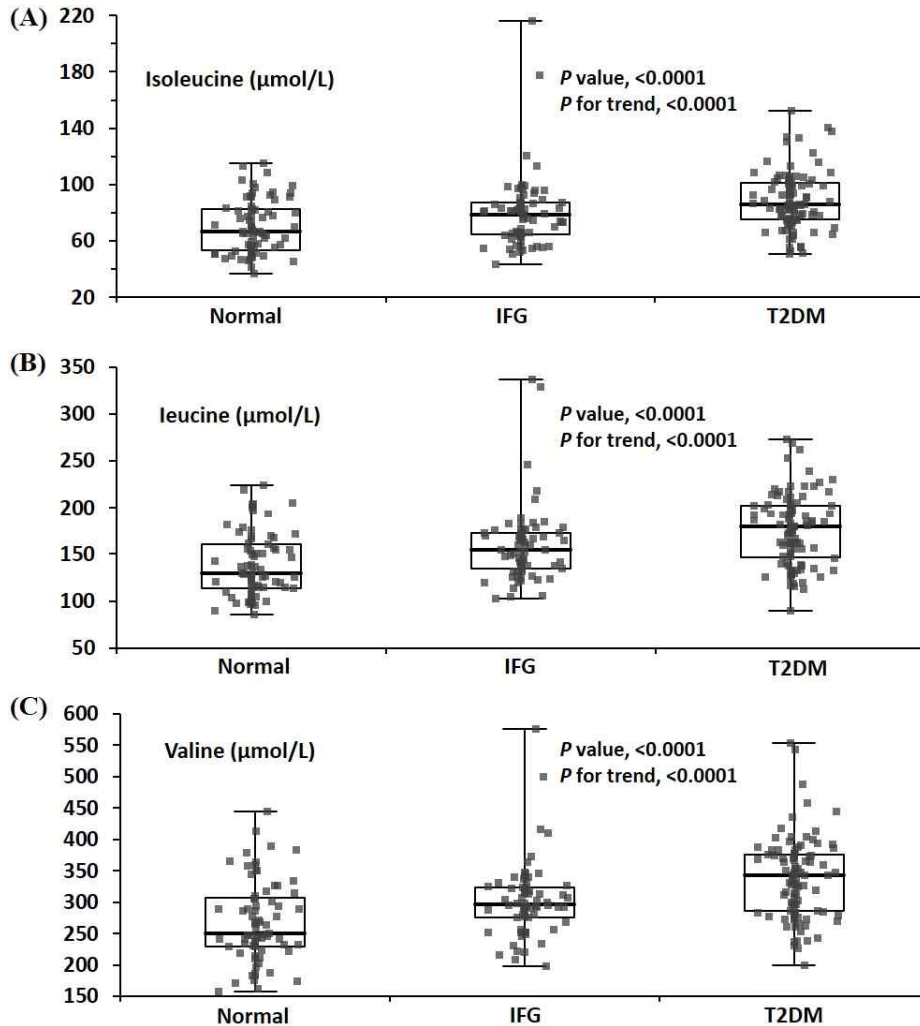 (A)
220
180
140
100
60
20
Isoleucine (μmol/L)
P value, <0.0001
P for trend, <0.0001
Normal IFG T2DM
(B)
350
300
250
200
150
100
50
leucine (μmol/L)
P value, <0.0001
P for trend, <0.0001
Normal IFG T2DM
(C)
600
550
500
450
400
350
300
250
200
150
Valine (μmol/L)
P value, <0.0001
P for trend, <0.0001
Normal IFG T2DM